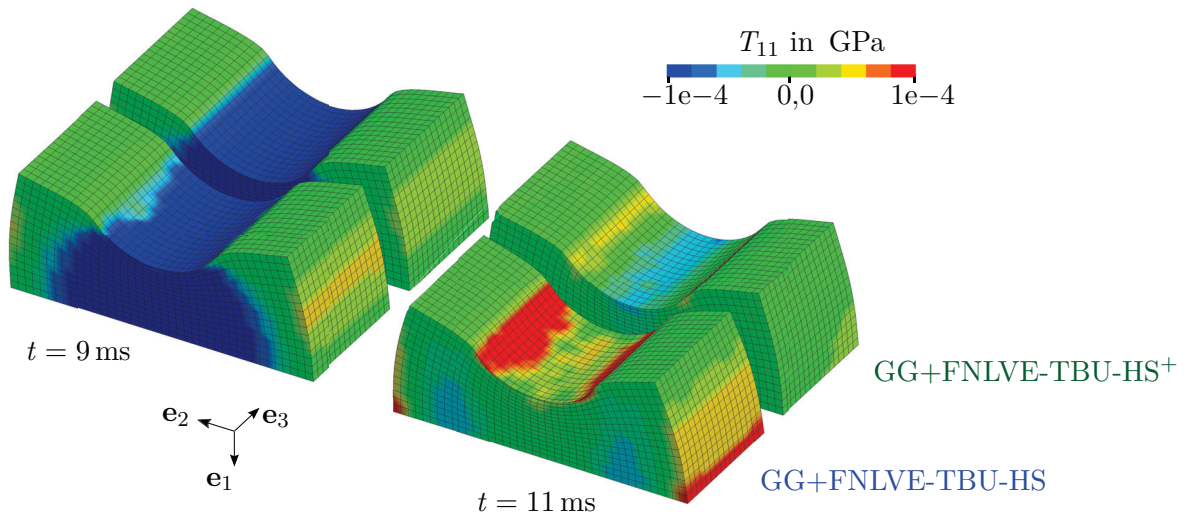 T₁₁ in GPa
−1e−4 0,0 1e−4
t = 9 ms
GG+FNLVE-TBU-HS⁺
e₂ e₃
e₁
GG+FNLVE-TBU-HS
t = 11 ms